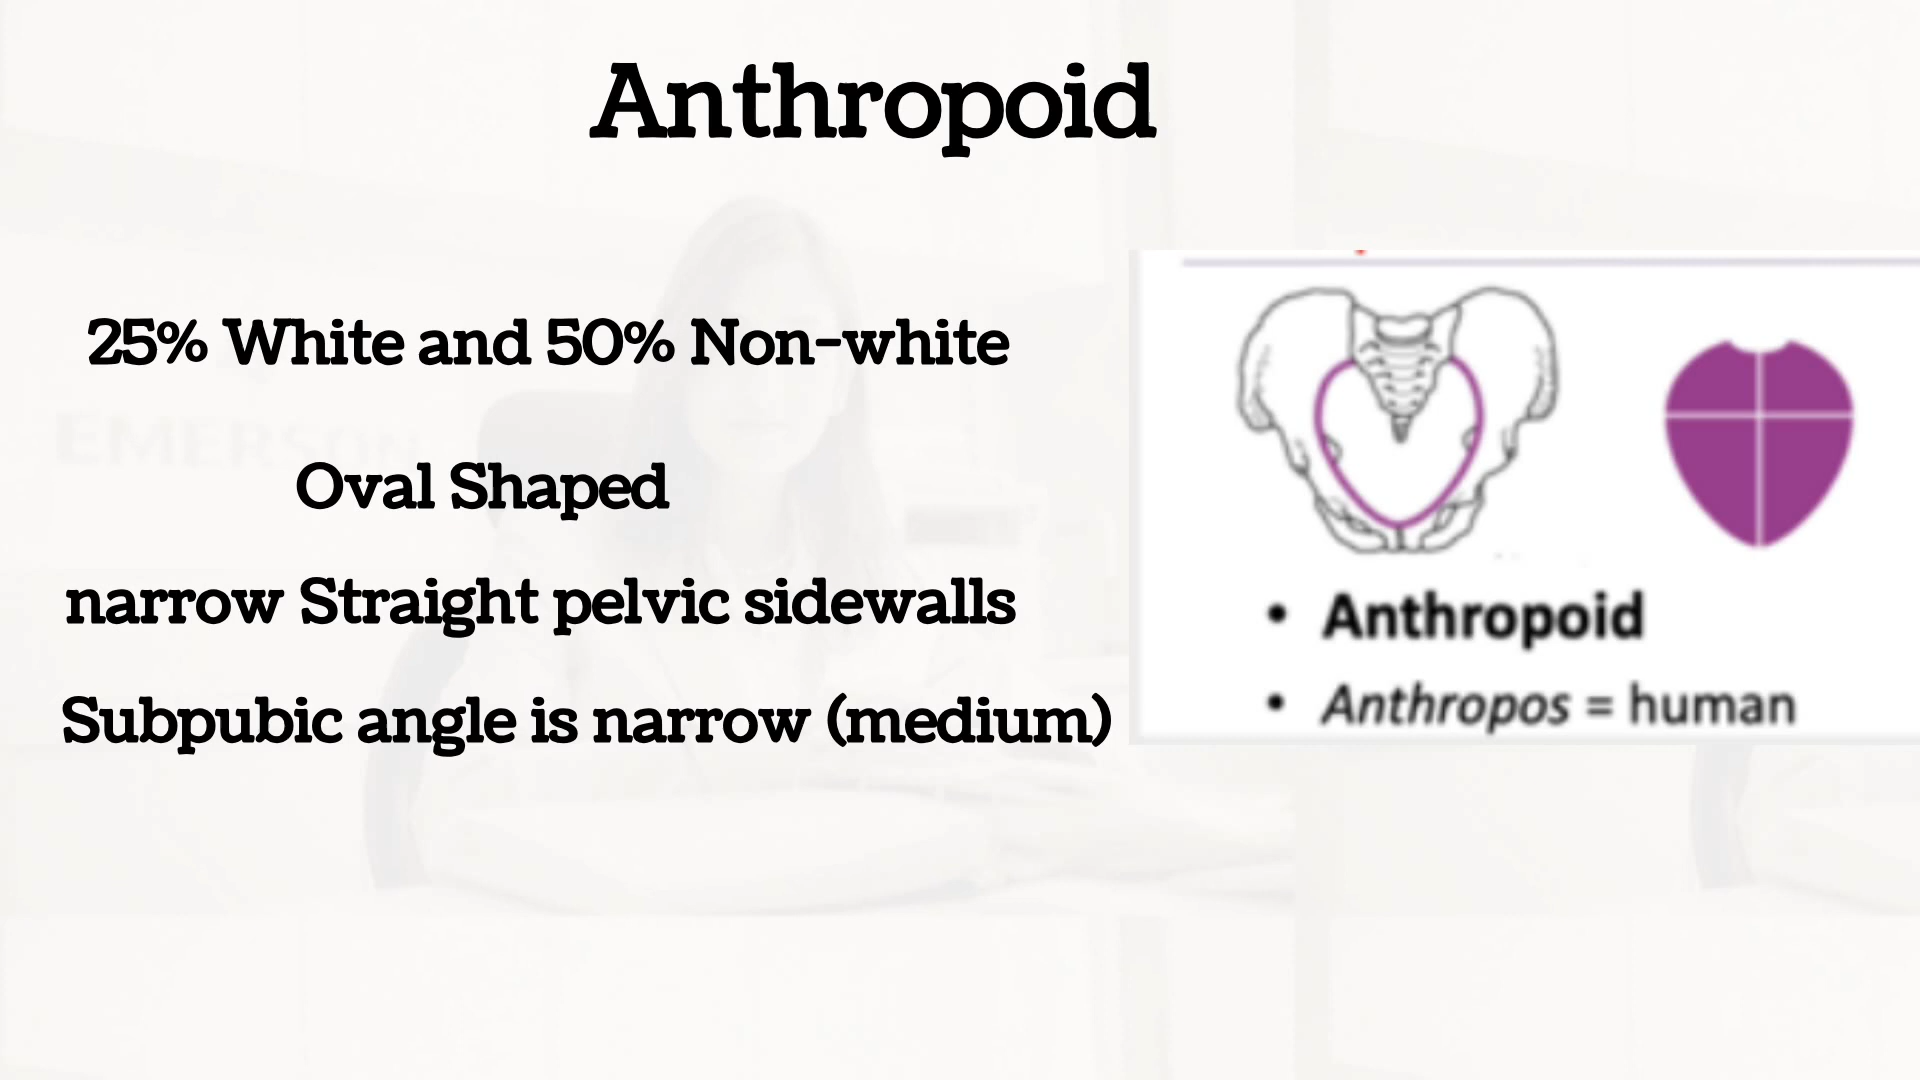 Anthropoid
25% White and 50% Non-white
EMERSON
Oval Shaped
narrow Straight pelvic sidewalls
Subpubic angle is narrow (medium)
• Anthropoid
• Anthropos = human